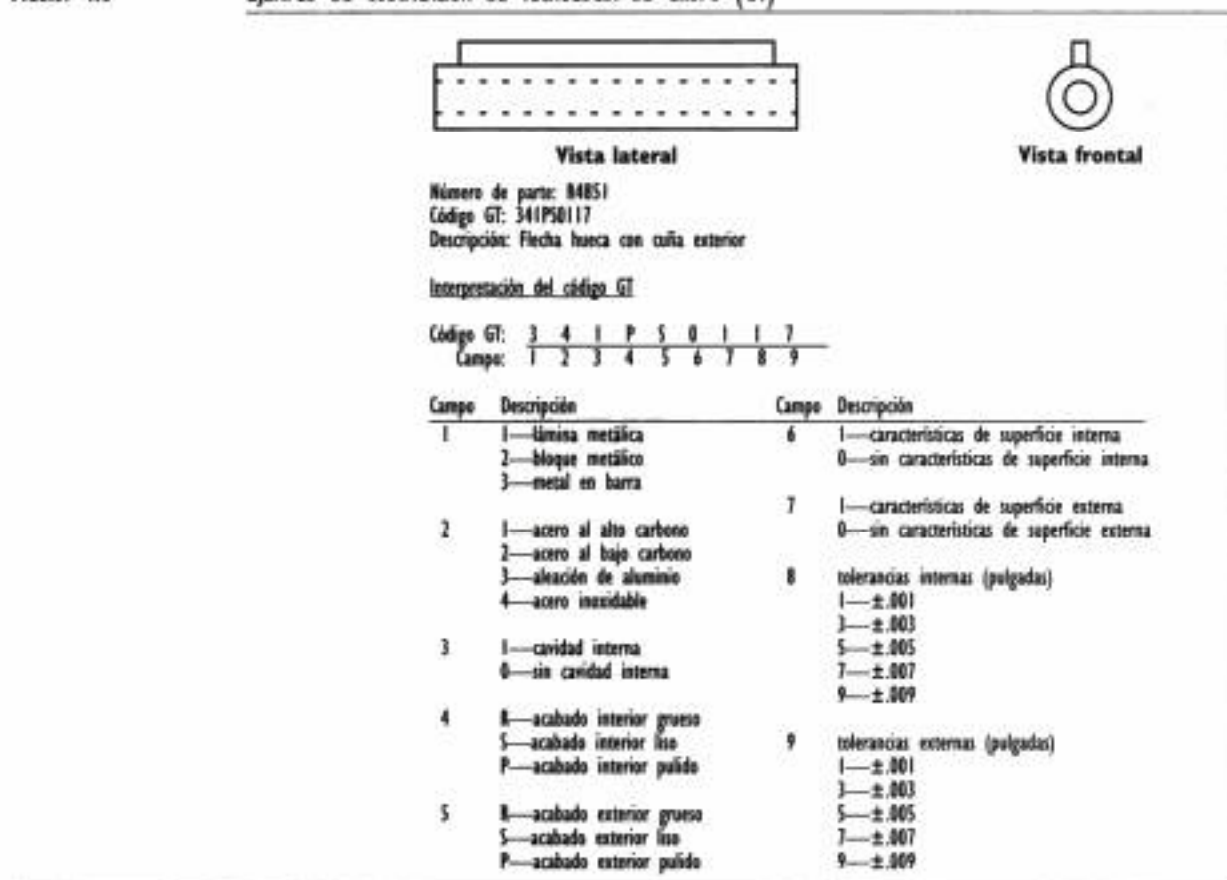 Vista lateral
Vista frontal
Número de parte: B4851
Código GT: 341PS0117
Descripción: Flecha hueca con cuña exterior
Interpretación del código GT
Código GT: 3 4 1 P S 0 1 1 7
Campo: 1 2 3 4 5 6 7 8 9
Campo Descripción
1 1—lámina metálica
2—bloque metálico
3—metal en barra
2 1—acero al alto carbono
2—acero al bajo carbono
3—aleación de aluminio
4—acero inoxidable
3 1—cavidad interna
0—sin cavidad interna
4 R—acabado interior grueso
S—acabado interior liso
P—acabado interior pulido
5 R—acabado exterior grueso
S—acabado exterior liso
P—acabado exterior pulido
Campo Descripción
6 1—características de superficie interna
0—sin características de superficie interna
7 1—características de superficie externa
0—sin características de superficie externa
8 tolerancias internas (pulgadas)
1—±.001
3—±.003
5—±.005
7—±.007
9—±.009
9 tolerancias externas (pulgadas)
1—±.001
3—±.003
5—±.005
7—±.007
9—±.009